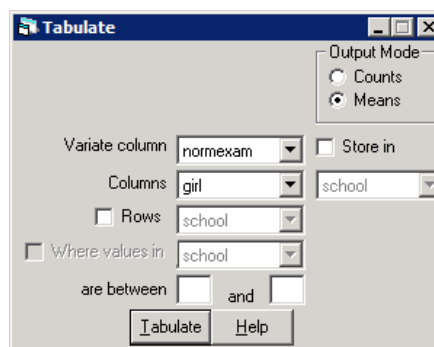 Tabulate
Output Mode
Counts
Means
Variate column normexam Store in
Columns girl school
Rows school
Where values in school
are between and
Tabulate Help